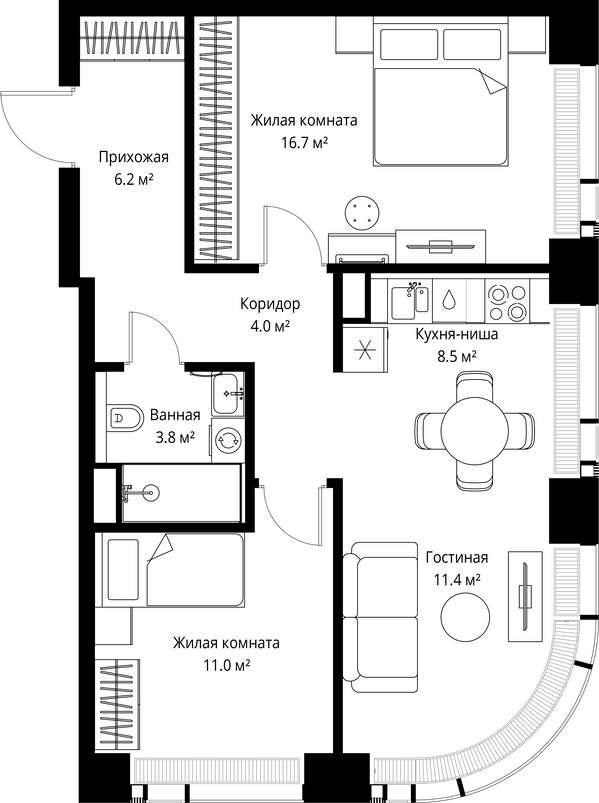 Жилая комната
16.7 м²
Прихожая
6.2 м²
Коридор
4.0 м²
Кухня-ниша
8.5 м²
Ванная
3.8 м²
Гостиная
11.4 м²
Жилая комната
11.0 м²